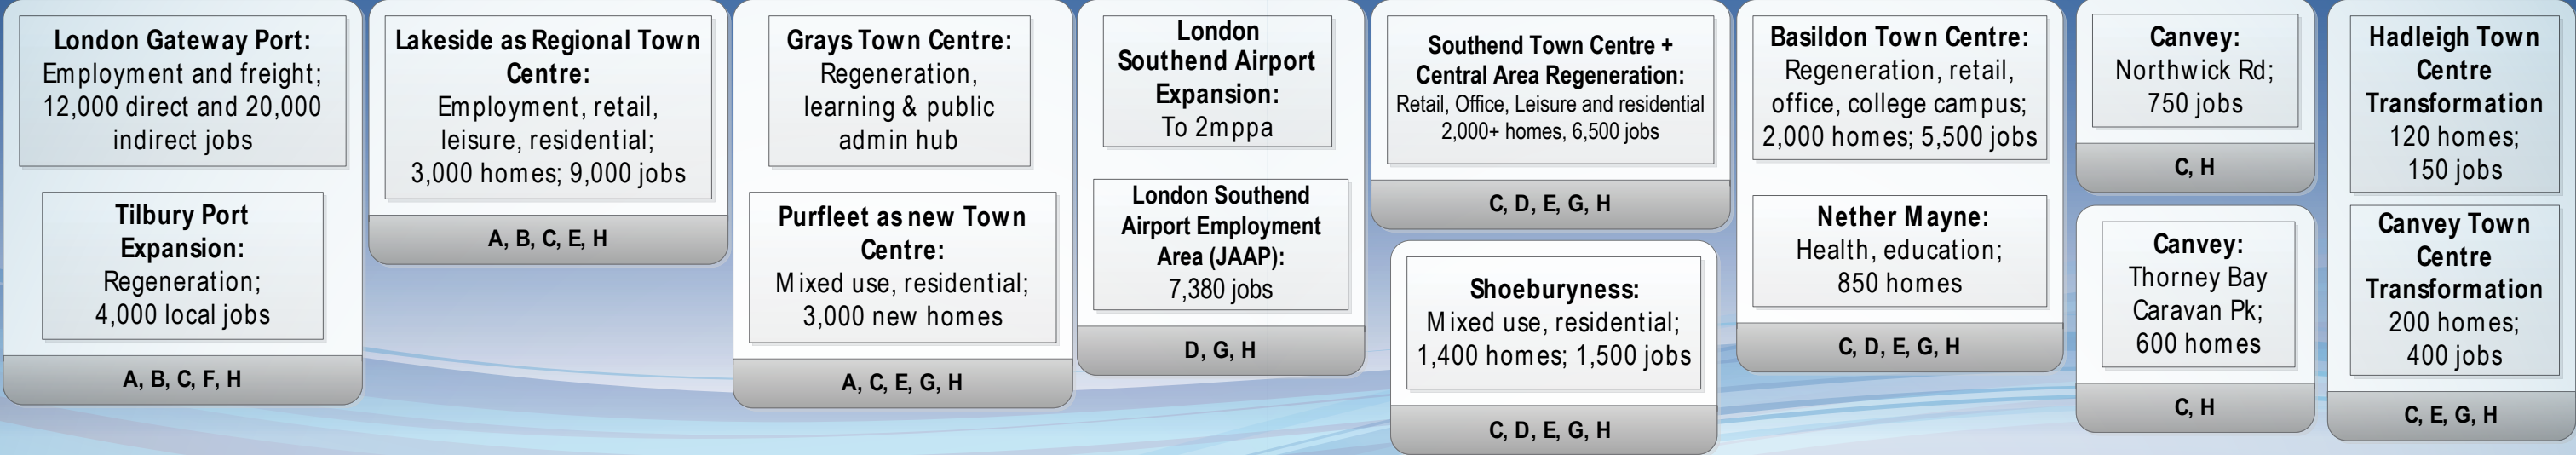 London Gateway Port:
Employment and freight;
12,000 direct and 20,000
indirect jobs
Tilbury Port
Expansion:
Regeneration;
4,000 local jobs
A, B, C, F, H
Lakeside as Regional Town
Centre:
Employment, retail,
leisure, residential;
3,000 homes; 9,000 jobs
A, B, C, E, H
Grays Town Centre:
Regeneration,
learning & public
admin hub
Purfleet as new Town
Centre:
Mixed use, residential;
3,000 new homes
A, C, E, G, H
London
Southend Airport
Expansion:
To 2mppa
London Southend
Airport Employment
Area (JAAP):
7,380 jobs
D, G, H
Southend Town Centre +
Central Area Regeneration:
Retail, Office, Leisure and residential
2,000+ homes, 6,500 jobs
C, D, E, G, H
Shoeburyness:
Mixed use, residential;
1,400 homes; 1,500 jobs
C, D, E, G, H
Basildon Town Centre:
Regeneration, retail,
office, college campus;
2,000 homes; 5,500 jobs
Nether Mayne:
Health, education;
850 homes
C, D, E, G, H
Canvey:
Northwick Rd;
750 jobs
C, H
Canvey:
Thorney Bay
Caravan Pk;
600 homes
C, H
Hadleigh Town
Centre
Transformation
120 homes;
150 jobs
Canvey Town
Centre
Transformation
200 homes;
400 jobs
C, E, G, H